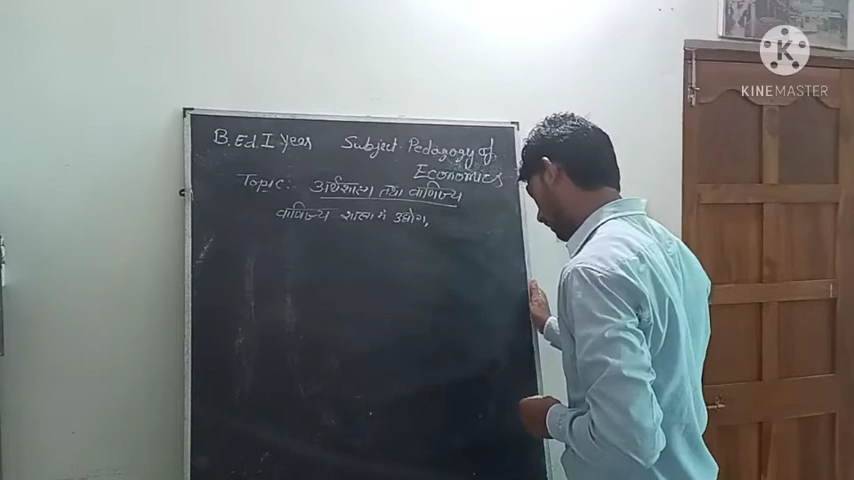 B.Ed I Year Subject Pedagogy of
Economics
Topic: अर्थशास्त्र तथा वाणिज्य
वाणिज्य शास्त्र में उद्योग,
K
KINEMASTER